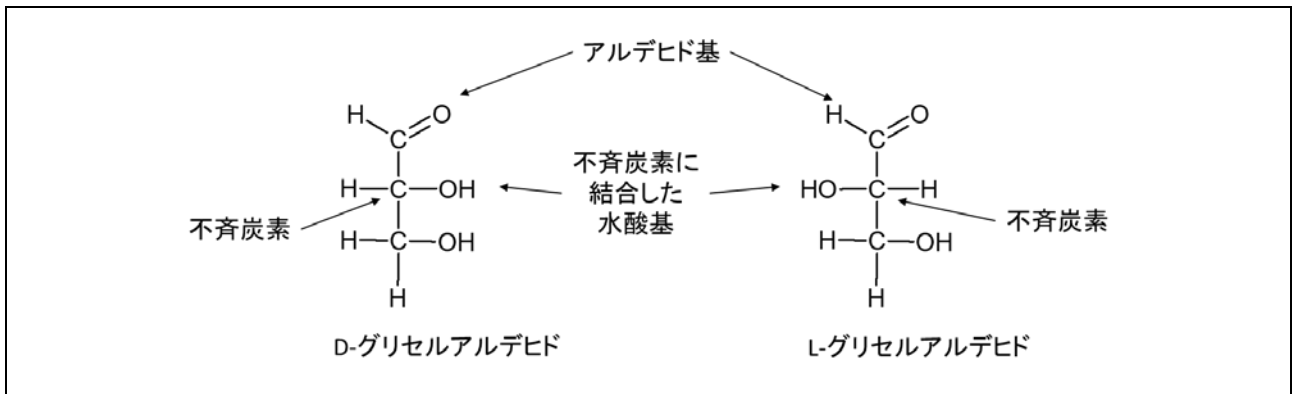 アルデヒド基
H O H O
C C
不斉炭素に
結合した
水酸基
H-C-OH HO-C-H
不斉炭素 不斉炭素
H-C-OH H-C-OH
H H
D-グリセルアルデヒド L-グリセルアルデヒド